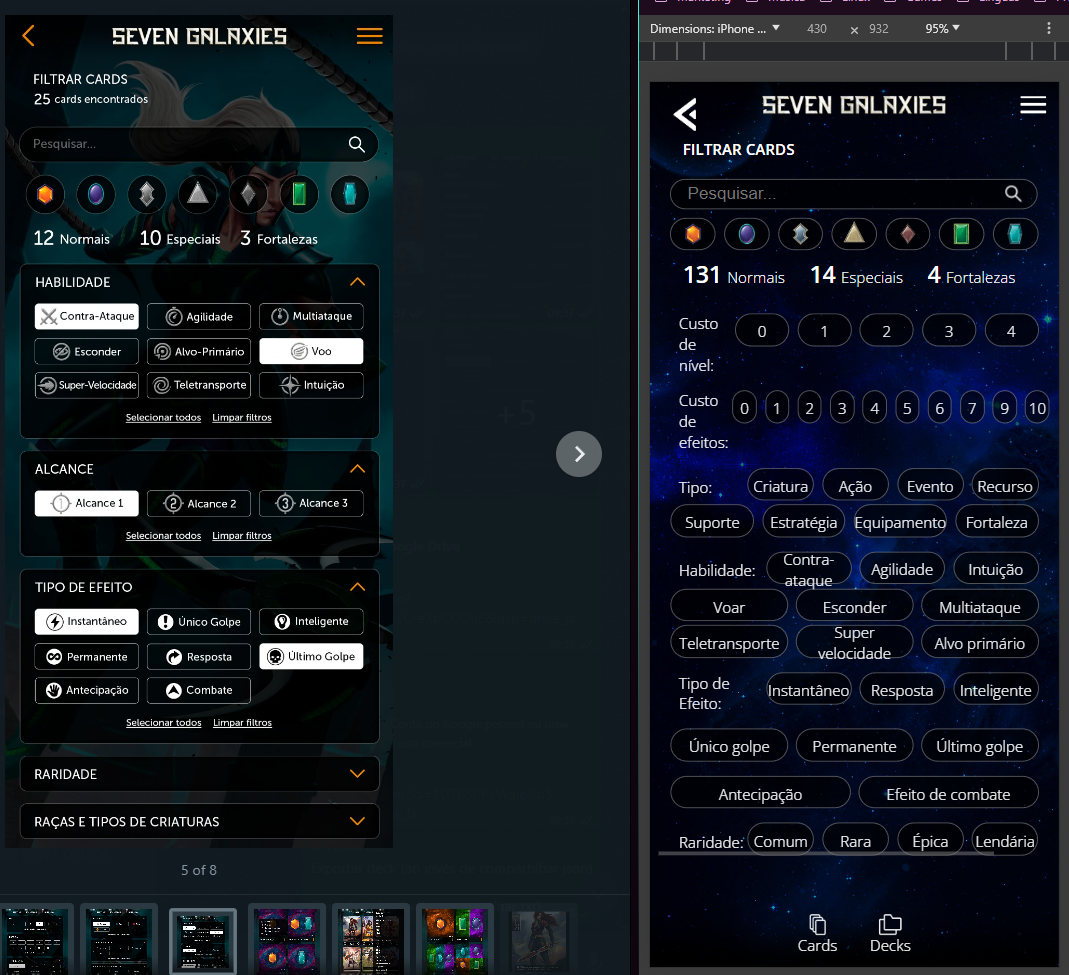 SEVEN GALAXIES
FILTRAR CARDS
25 cards encontrados
Pesquisar...
12 Normais 10 Especiais 3 Fortalezas
HABILIDADE
Contra-Ataque Agilidade Multiataque
Esconder Alvo-Primário Voo
Super-Velocidade Teletransporte Intuição
Selecionar todos Limpar filtros
ALCANCE
1 Alcance 1 2 Alcance 2 3 Alcance 3
Selecionar todos Limpar filtros
TIPO DE EFEITO
Instantâneo Único Golpe Inteligente
Permanente Resposta Último Golpe
Antecipação Combate
Selecionar todos Limpar filtros
RARIDADE
RAÇAS E TIPOS DE CRIATURAS
+5
5 of 8
Dimensions: iPhone ... 430 x 932 95%
SEVEN GALAXIES
FILTRAR CARDS
Pesquisar...
131 Normais 14 Especiais 4 Fortalezas
Custo
de
nível:
0 1 2 3 4
Custo
de
efeitos:
0 1 2 3 4 5 6 7 8 9 10
Tipo: Criatura Ação Evento Recurso
Suporte Estratégia Equipamento Fortaleza
Habilidade: Contra-
ataque
Agilidade Intuição
Voar Esconder Multiataque
Teletransporte Super
velocidade
Alvo primário
Tipo de
Efeito:
Instantâneo Resposta Inteligente
Único golpe Permanente Último golpe
Antecipação Efeito de combate
Raridade: Comum Rara Épica Lendária
Cards Decks